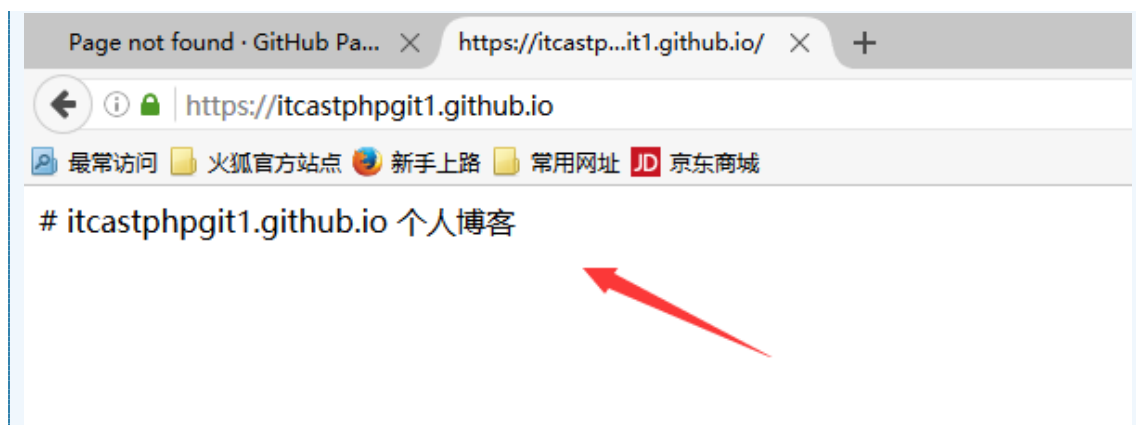 Page not found · GitHub Pa... https://itcastp...it1.github.io/
https://itcastphpgit1.github.io
最常访问 火狐官方站点 新手上路 常用网址 JD 京东商城
# itcastphpgit1.github.io 个人博客